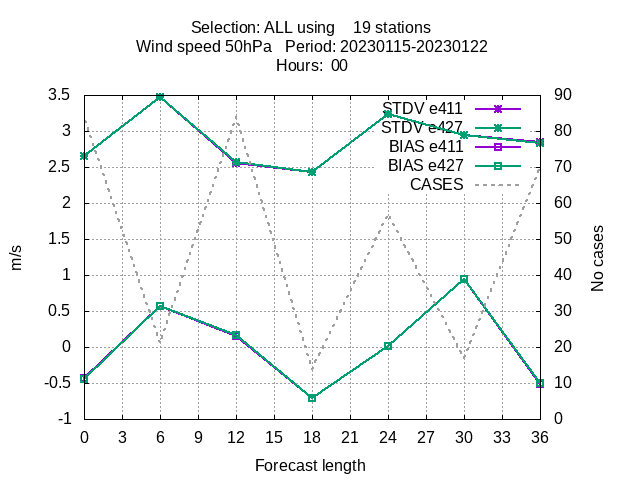 Selection: ALL using 19 stations
Wind speed 50hPa Period: 20230115-20230122
Hours: 00
3.5
3
2.5
2
1.5
1
0.5
0
-0.5
-1
m/s
STDV e411
STDV e427
BIAS e411
BIAS e427
CASES
90
80
70
60
50
40
30
20
10
0
No cases
0 3 6 9 12 15 18 21 24 27 30 33 36
Forecast length